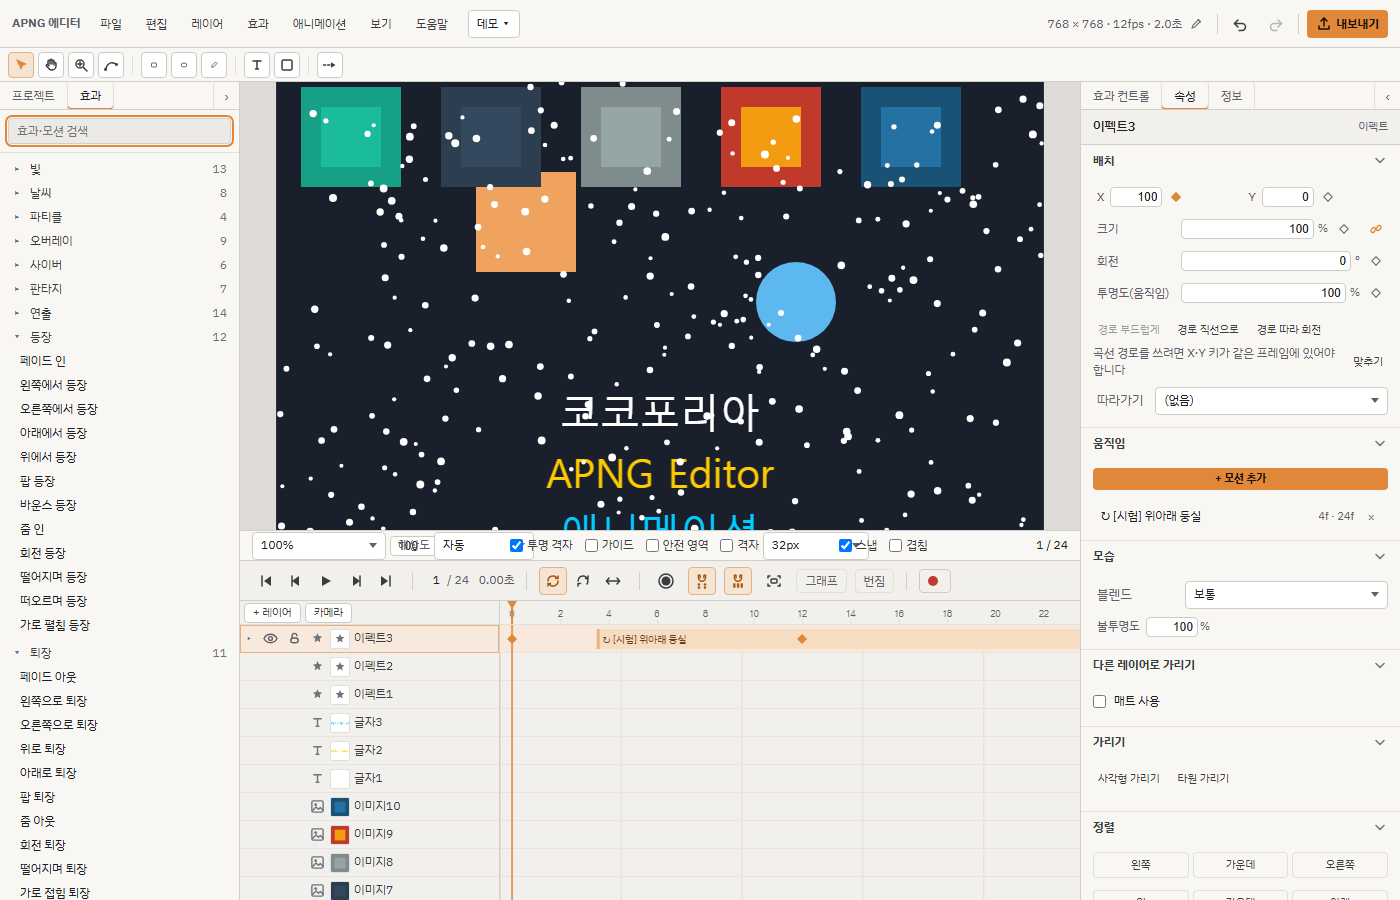 APNG 에디터 파일 편집 레이어 효과 애니메이션 보기 도움말 데모 768 × 768 · 12fps · 2.0초 내보내기
프로젝트 효과
효과·모션 검색
빛 13
날씨 8
파티클 4
오버레이 9
사이버 6
판타지 7
연출 14
등장 12
페이드 인
왼쪽에서 등장
오른쪽에서 등장
아래에서 등장
위에서 등장
팝 등장
바운스 등장
줌 인
회전 등장
떨어지며 등장
떠오르며 등장
가로 펼침 등장
퇴장 11
페이드 아웃
왼쪽으로 퇴장
오른쪽으로 퇴장
위로 퇴장
아래로 퇴장
팝 퇴장
줌 아웃
회전 퇴장
떨어지며 퇴장
가로 접힘 퇴장
코코포리아
APNG Editor
애니메이션
100% 자동 투명 격자 가이드 안전 영역 격자 32px 스냅 겹침 1 / 24
1 / 24 0.00초 그래프 번짐
+ 레이어 카메라 0 2 4 6 8 10 12 14 16 18 20 22
이펙트3 ↻ [시험] 위아래 둥실
이펙트2
이펙트1
글자3
글자2
글자1
이미지10
이미지9
이미지8
이미지7
효과 컨트롤 속성 정보
이펙트3 이펙트
배치
X 100 Y 0
크기 100 %
회전 0 °
투명도(움직임) 100 %
경로 부드럽게 경로 직선으로 경로 따라 회전
곡선 경로를 쓰려면 X·Y 키가 같은 프레임에 있어야
합니다 맞추기
따라가기 (없음)
움직임
+ 모션 추가
↻ [시험] 위아래 둥실 4f · 24f ×
모습
블렌드 보통
불투명도 100 %
다른 레이어로 가리기
매트 사용
가리기
사각형 가리기 타원 가리기
정렬
왼쪽 가운데 오른쪽